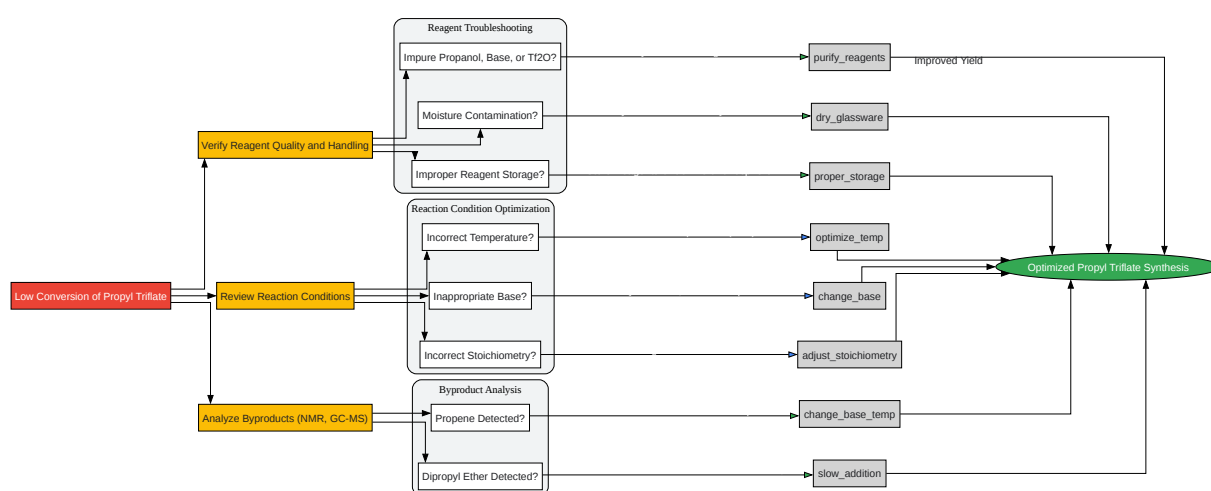 Reagent Troubleshooting
Impure Propanol, Base, or Tf2O?
purify_reagents
Improved Yield
Moisture Contamination?
dry_glassware
Verify Reagent Quality and Handling
Improper Reagent Storage?
proper_storage
Reaction Condition Optimization
Incorrect Temperature?
optimize_temp
Optimized Propyl Triflate Synthesis
Low Conversion of Propyl Triflate
Review Reaction Conditions
Inappropriate Base?
change_base
Incorrect Stoichiometry?
adjust_stoichiometry
Byproduct Analysis
Analyze Byproducts (NMR, GC-MS)
Propene Detected?
change_base_temp
Dipropyl Ether Detected?
slow_addition